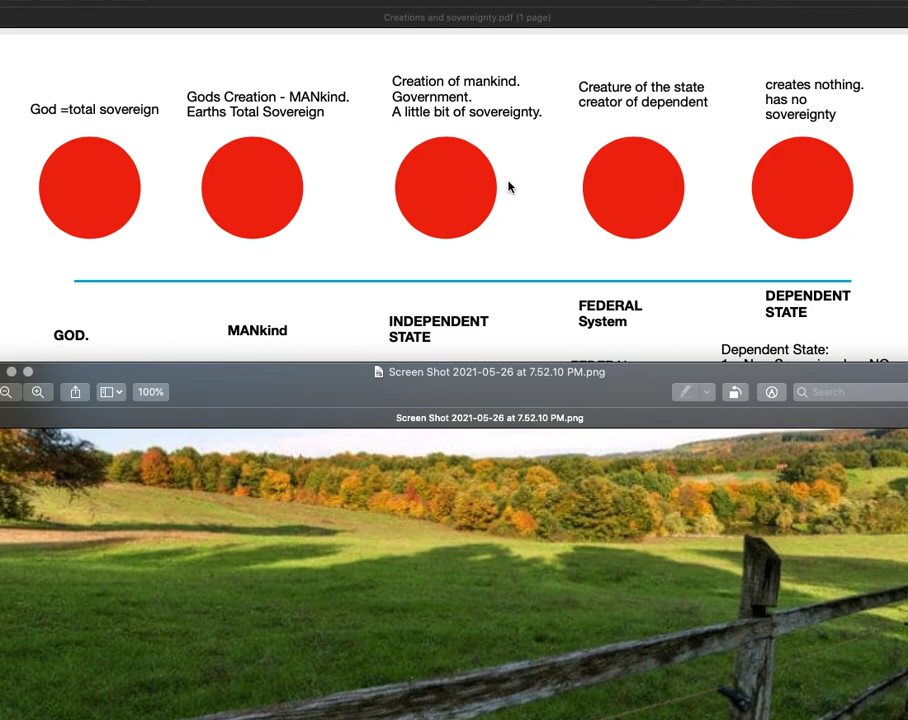 Creations and sovereignty.pdf (1 page)
God =total sovereign
Gods Creation - MANkind.
Earths Total Sovereign
Creation of mankind.
Government.
A little bit of sovereignty.
Creature of the state
creator of dependent
creates nothing.
has no
sovereignty
GOD.
MANkind
INDEPENDENT
STATE
FEDERAL
System
DEPENDENT
STATE
Dependent State:
Screen Shot 2021-05-26 at 7.52.10 PM.png
100%
Search
Screen Shot 2021-05-26 at 7.52.10 PM.png